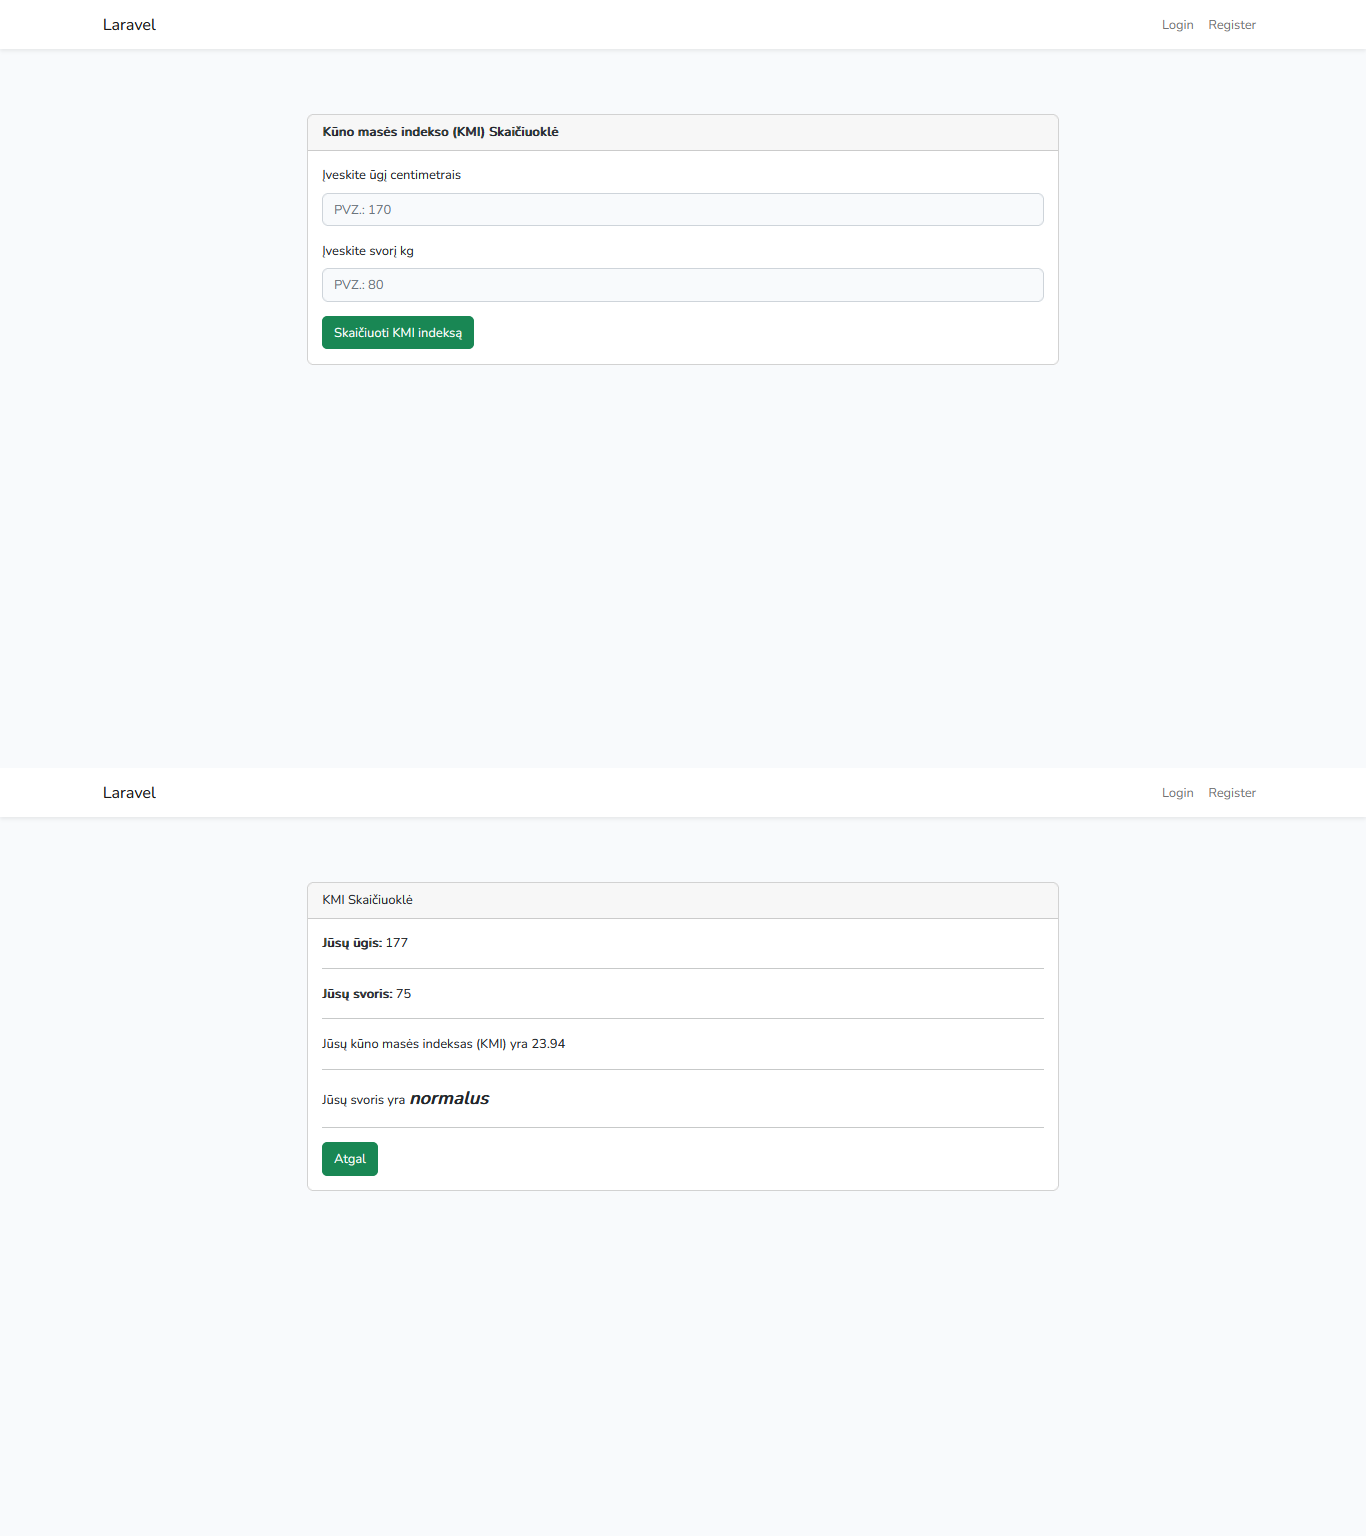 Laravel Login Register
Kūno masės indekso (KMI) Skaičiuoklė
Įveskite ūgį centimetrais
PVZ.: 170
Įveskite svorį kg
PVZ.: 80
Skaičiuoti KMI indeksą
Laravel Login Register
KMI Skaičiuoklė
Jūsų ūgis: 177
Jūsų svoris: 75
Jūsų kūno masės indeksas (KMI) yra 23.94
Jūsų svoris yra normalus
Atgal